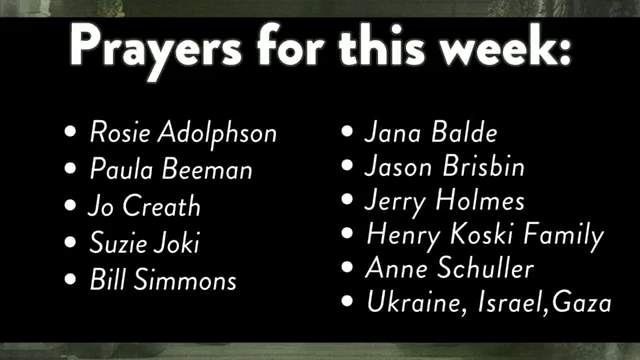 Prayers for this week:
• Rosie Adolphson
• Paula Beeman
• Jo Creath
• Suzie Joki
• Bill Simmons
• Jana Balde
• Jason Brisbin
• Jerry Holmes
• Henry Koski Family
• Anne Schuller
• Ukraine, Israel,Gaza